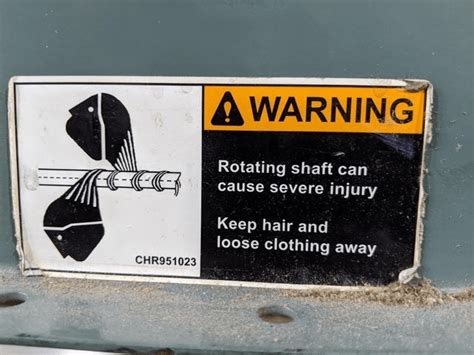 WARNING
Rotating shaft can
cause severe injury
Keep hair and
loose clothing away
CHR951023